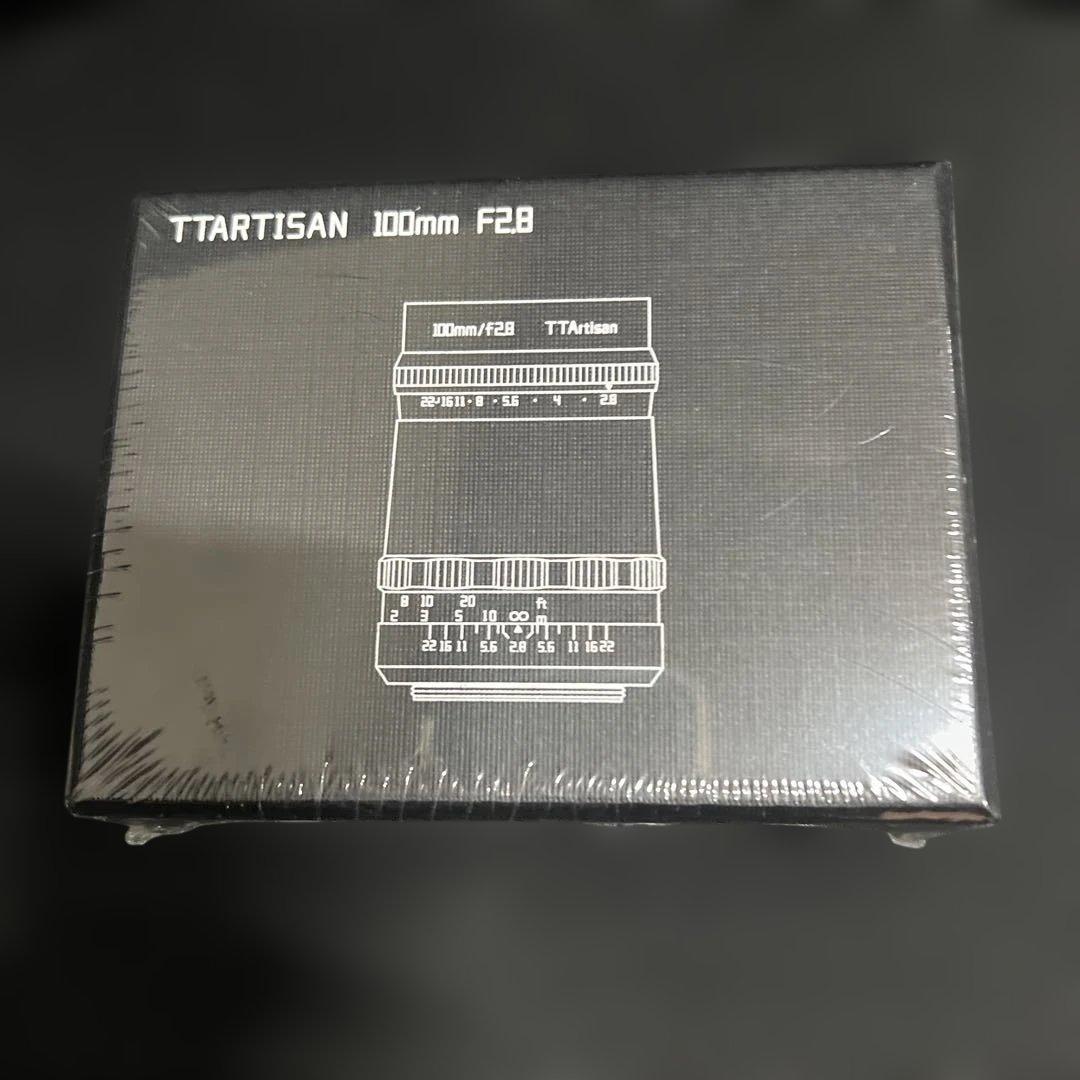 TTARTISAN 100mm F2.8
100mm/f2.8 TTArtisan
22 16 11 • 8 • 5.6 • 4 • 2.8
8 10 20 ft
2 3 5 10 ∞ m
22 16 11 5.6 2.8 5.6 11 16 22